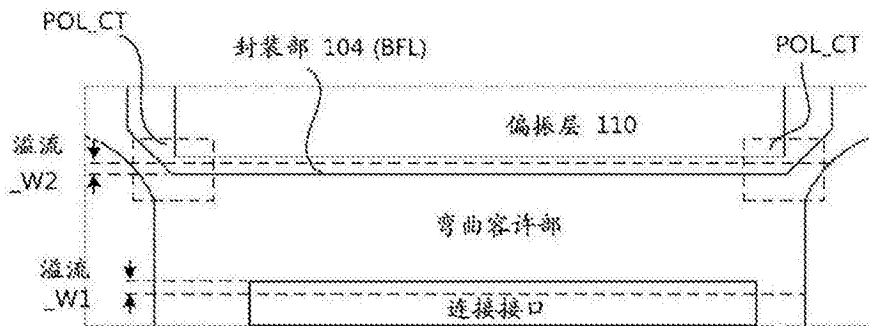 POL_CT
封装部 104 (BFL)
POL_CT
偏振层 110
溢流
_W2
弯曲容许部
溢流
_W1
连接接口